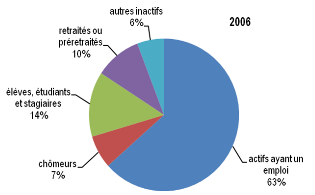 autres inactifs
6%
2006
retraités ou
préretraités
10%
élèves, étudiants
et stagiaires
14%
chômeurs
7%
actifs ayant un
emploi
63%